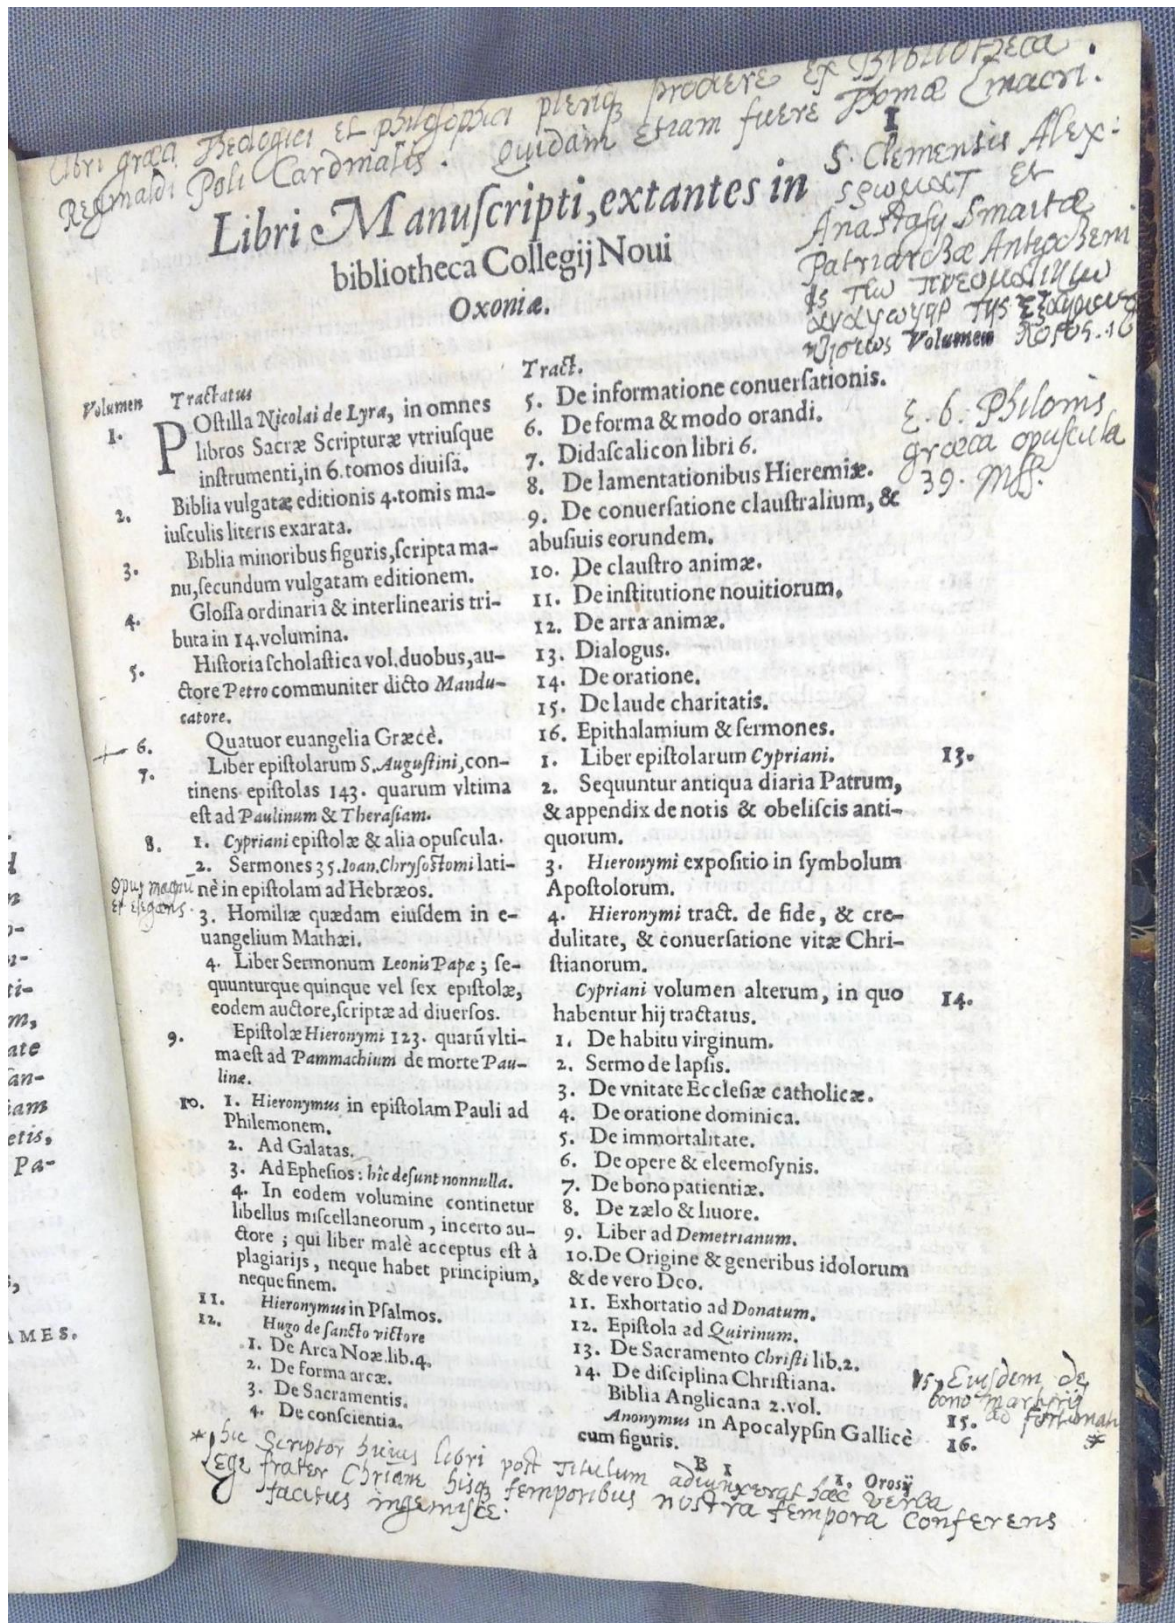 Libri græci Theologici et philosophici pleriq; prodiere ex Bibliotheca
Reginaldi Poli Cardinalis. Quidam etiam fuere Thomæ Linacri.
1
Libri Manuſcripti, extantes in
bibliotheca Collegij Noui
Oxoniæ.
S. Clementis Alex:
et
Anastasij Sinaitæ
Patriarchæ Antiocheni
Volumen
E. 6. Philonis
græca opuscula
39. Mss.
Volumen Tractatus
1. POſtilla Nicolai de Lyra, in omnes
libros Sacræ Scripturæ vtriuſque
inſtrumenti, in 6. tomos diuiſa.
2. Biblia vulgatæ editionis 4. tomis ma-
iuſculis literis exarata.
3. Biblia minoribus figuris, ſcripta ma-
nu, ſecundum vulgatam editionem.
4. Gloſſa ordinaria & interlinearis tri-
buta in 14. volumina.
5. Hiſtoria ſcholaſtica vol. duobus, au-
ctore Petro communiter dicto Mandu-
catore.
6. Quatuor euangelia Græcè.
7. Liber epiſtolarum S. Auguſtini, con-
tinens epiſtolas 143. quarum vltima
eſt ad Paulinum & Theraſiam.
8. 1. Cypriani epiſtolæ & alia opuſcula.
2. Sermones 35. Ioan. Chryſoſtomi lati-
nè in epiſtolam ad Hebræos.
opus magnū
et elegans.
3. Homiliæ quædam eiuſdem in e-
uangelium Mathæi.
4. Liber Sermonum Leonis Papæ; ſe-
quunturque quinque vel ſex epiſtolæ,
eodem auctore, ſcriptæ ad diuerſos.
9. Epiſtolæ Hieronymi 123. quarū vlti-
ma eſt ad Pammachium de morte Pau-
linæ.
10. 1. Hieronymus in epiſtolam Pauli ad
Philemonem.
2. Ad Galatas.
3. Ad Epheſios: hîc deſunt nonnulla.
4. In eodem volumine continetur
libellus miſcellaneorum, incerto au-
ctore; qui liber malè acceptus eſt à
plagiarijs, neque habet principium,
neque finem.
11. Hieronymus in Pſalmos.
12. Hugo de ſancto victore
1. De Arca Noæ. lib. 4.
2. De forma arcæ.
3. De Sacramentis.
4. De conſcientia.
Tract.
5. De informatione conuerſationis.
6. De forma & modo orandi.
7. Didaſcalicon libri 6.
8. De lamentationibus Hieremiæ.
9. De conuerſatione clauſtralium, &
abuſiuis eorundem.
10. De clauſtro animæ.
11. De inſtitutione nouitiorum.
12. De arra animæ.
13. Dialogus.
14. De oratione.
15. De laude charitatis.
16. Epithalamium & ſermones.
1. Liber epiſtolarum Cypriani. 13.
2. Sequuntur antiqua diaria Patrum,
& appendix de notis & obeliſcis anti-
quorum.
3. Hieronymi expoſitio in ſymbolum
Apoſtolorum.
4. Hieronymi tract. de fide, & cre-
dulitate, & conuerſatione vitæ Chri-
ſtianorum.
Cypriani volumen alterum, in quo 14.
habentur hij tractatus.
1. De habitu virginum.
2. Sermo de lapſis.
3. De vnitate Eccleſiæ catholicæ.
4. De oratione dominica.
5. De immortalitate.
6. De opere & eleemoſynis.
7. De bono patientiæ.
8. De zælo & liuore.
9. Liber ad Demetrianum.
10. De Origine & generibus idolorum
& de vero Deo.
11. Exhortatio ad Donatum.
12. Epiſtola ad Quirinum.
13. De Sacramento Chriſti lib. 2.
14. De diſciplina Chriſtiana.
15. Eiusdem de
bono martyrij
ad fortunatū
Biblia Anglicana 2. vol. 15.
Anonymus in Apocalypſin Gallicè 16. *
cum figuris.
B 1 1. Oroſij
* hic Scriptor huius libri post titulum adiunxerat hæc verba
Lege frater Chriāne hisq; temporibus nostra tempora conferens
tacitus ingemisce.
AMES.